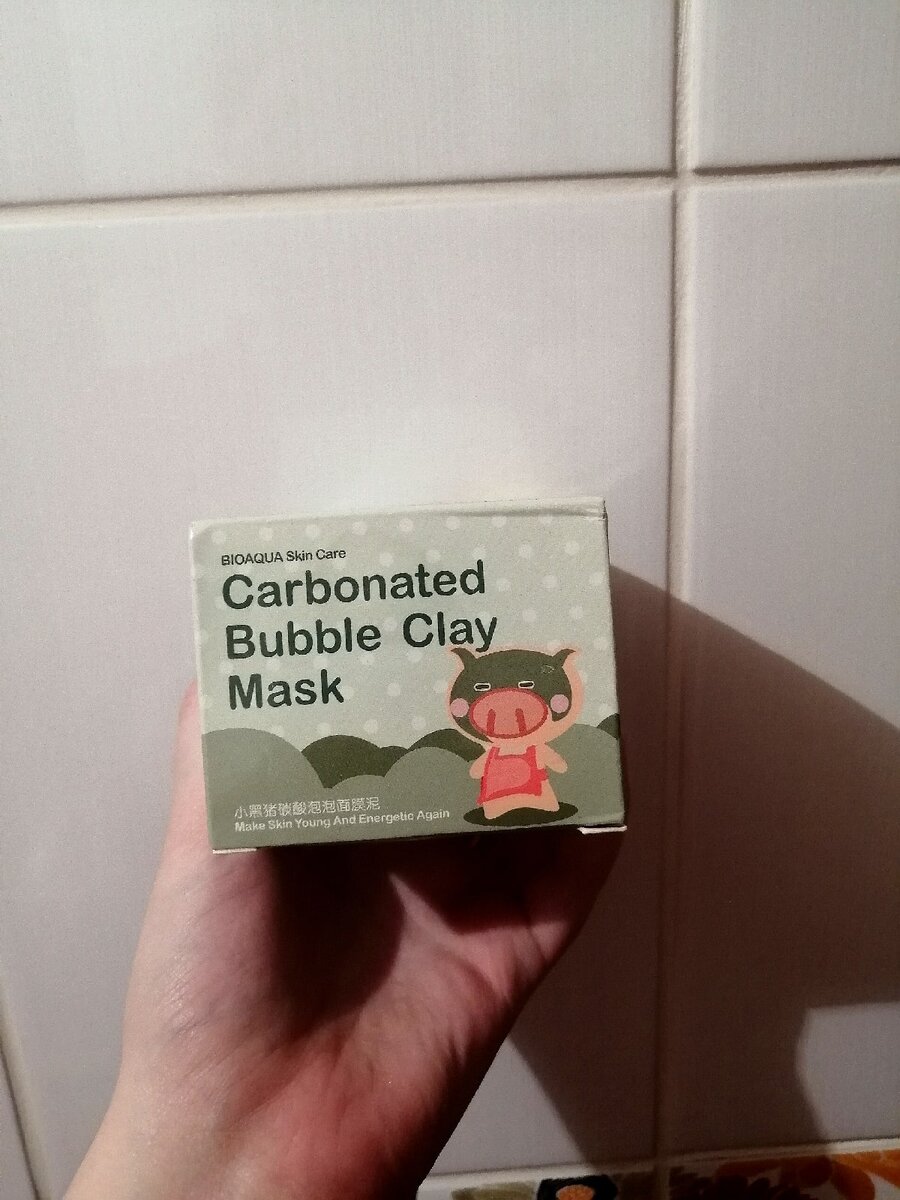 BIOAQUA Skin Care
Carbonated
Bubble Clay
Mask
小黑猪碳酸泡泡面膜泥
Make Skin Young And Energetic Again